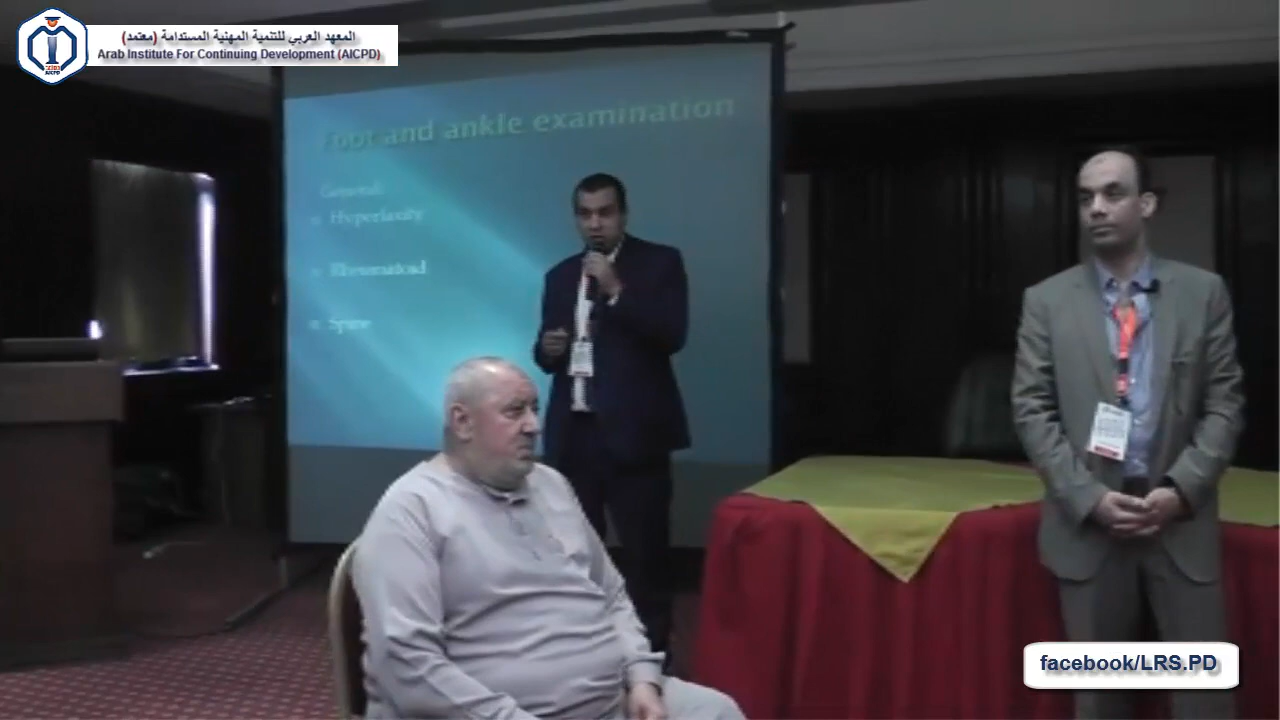 المعهد العربي للتنمية المهنية المستدامة (معتمد)
Arab Institute For Continuing Development (AICPD)
AICPD
Foot and ankle examination
General:
Hyperlaxity
Rheumatoid
Spine
facebook/LRS.PD